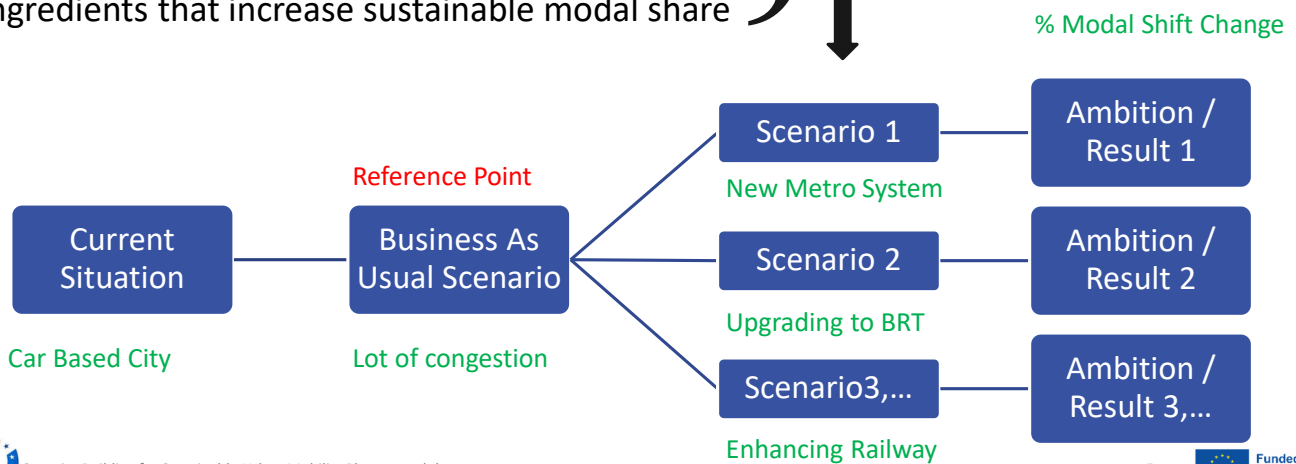 ingredients that increase sustainable modal share
% Modal Shift Change
Scenario 1
Ambition /
Result 1
New Metro System
Reference Point
Current
Situation
Business As
Usual Scenario
Scenario 2
Ambition /
Result 2
Upgrading to BRT
Car Based City
Lot of congestion
Scenario3,...
Ambition /
Result 3,...
Enhancing Railway
Funded